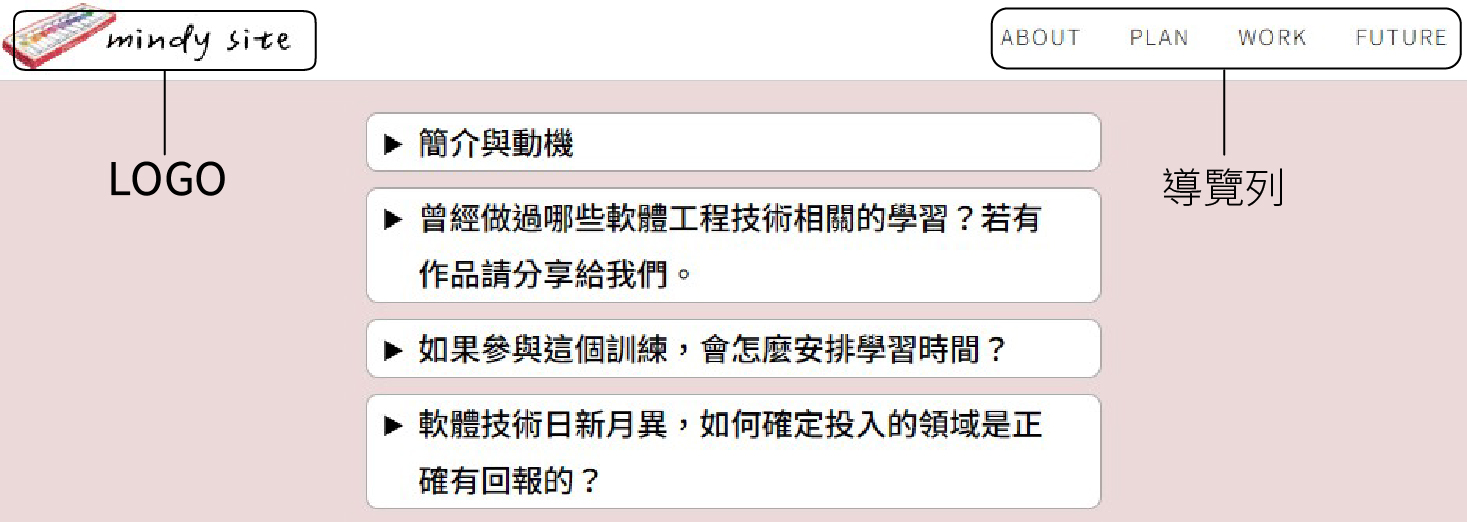 mindy site
ABOUT PLAN WORK FUTURE
LOGO
導覽列
▶ 簡介與動機
▶ 曾經做過哪些軟體工程技術相關的學習？若有
作品請分享給我們。
▶ 如果參與這個訓練，會怎麼安排學習時間？
▶ 軟體技術日新月異，如何確定投入的領域是正
確有回報的？